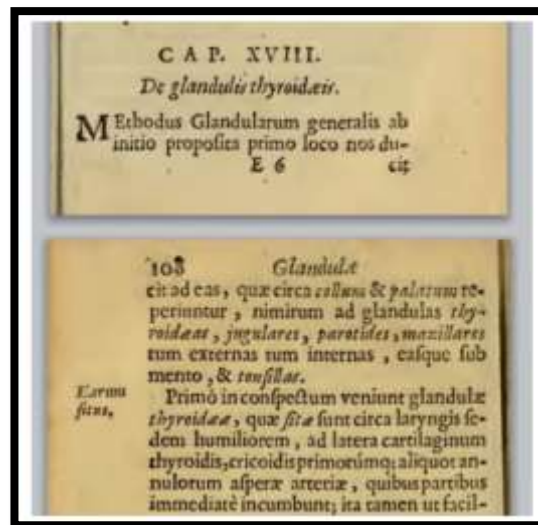 CAP. XVIII.
De glandulis thyroidæis.
MEthodus Glandularum generalis ab
initio proposita primo loco nos du-
E 6 cit
108 Glandulæ
cit ad eas, quæ circa collum & palatum re-
periuntur, nimirum ad glandulas thy-
roidæas, jugulares, parotides, maxillares
tum externas tum internas, easque sub
mento, & tonsillas.
Earum
situs.
Primò in conspectum veniunt glandulæ
thyroidææ, quæ sitæ sunt circa laryngis se-
dem humiliorem, ad latera cartilaginum
thyroidis, cricoidis primorúmq; aliquot an-
nulorum asperæ arteriæ, quibus partibus
immediatè incumbunt; ita tamen ut facil-